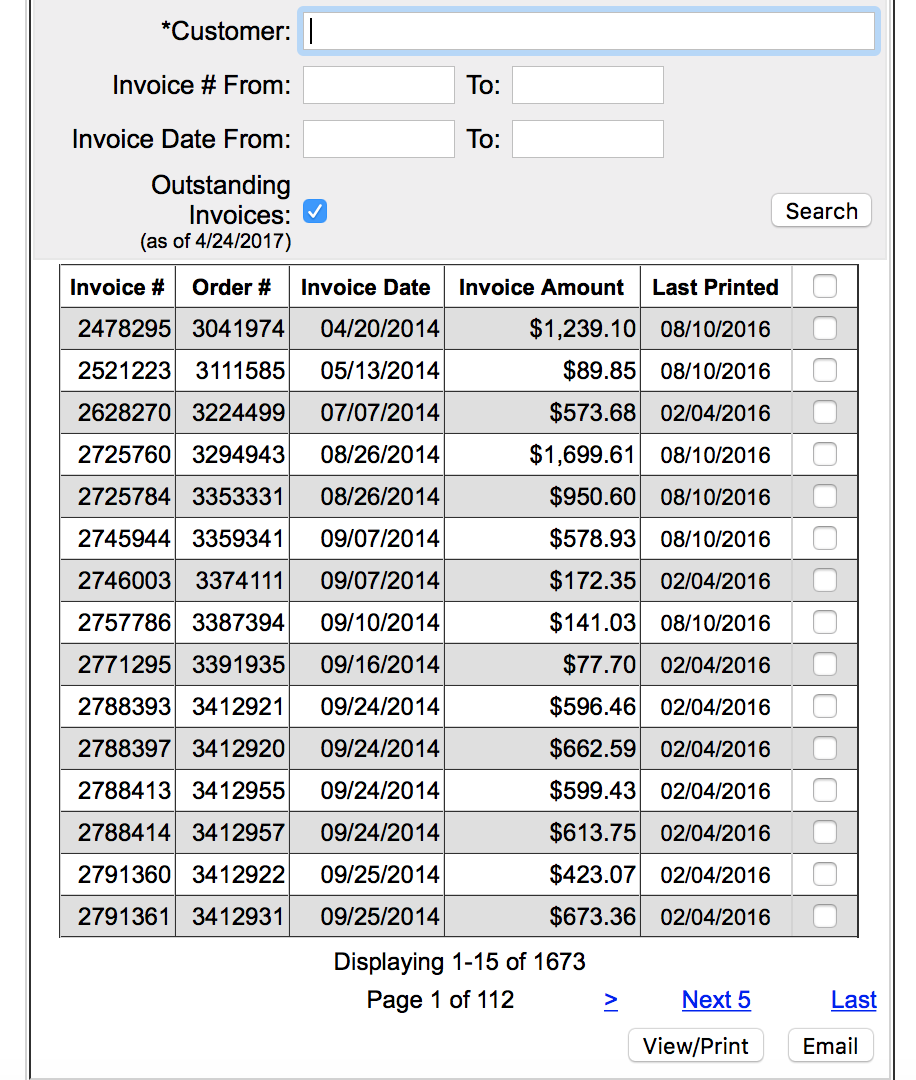 *Customer:
Invoice # From: To:
Invoice Date From: To:
Outstanding
Invoices:
(as of 4/24/2017)
Search
Invoice # Order # Invoice Date Invoice Amount Last Printed
2478295 3041974 04/20/2014 $1,239.10 08/10/2016
2521223 3111585 05/13/2014 $89.85 08/10/2016
2628270 3224499 07/07/2014 $573.68 02/04/2016
2725760 3294943 08/26/2014 $1,699.61 08/10/2016
2725784 3353331 08/26/2014 $950.60 08/10/2016
2745944 3359341 09/07/2014 $578.93 08/10/2016
2746003 3374111 09/07/2014 $172.35 02/04/2016
2757786 3387394 09/10/2014 $141.03 08/10/2016
2771295 3391935 09/16/2014 $77.70 02/04/2016
2788393 3412921 09/24/2014 $596.46 02/04/2016
2788397 3412920 09/24/2014 $662.59 02/04/2016
2788413 3412955 09/24/2014 $599.43 02/04/2016
2788414 3412957 09/24/2014 $613.75 02/04/2016
2791360 3412922 09/25/2014 $423.07 02/04/2016
2791361 3412931 09/25/2014 $673.36 02/04/2016
Displaying 1-15 of 1673
Page 1 of 112 > Next 5 Last
View/Print Email